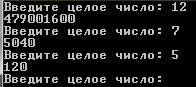 Введите целое число: 12
479001600
Введите целое число: 7
5040
Введите целое число: 5
120
Введите целое число: